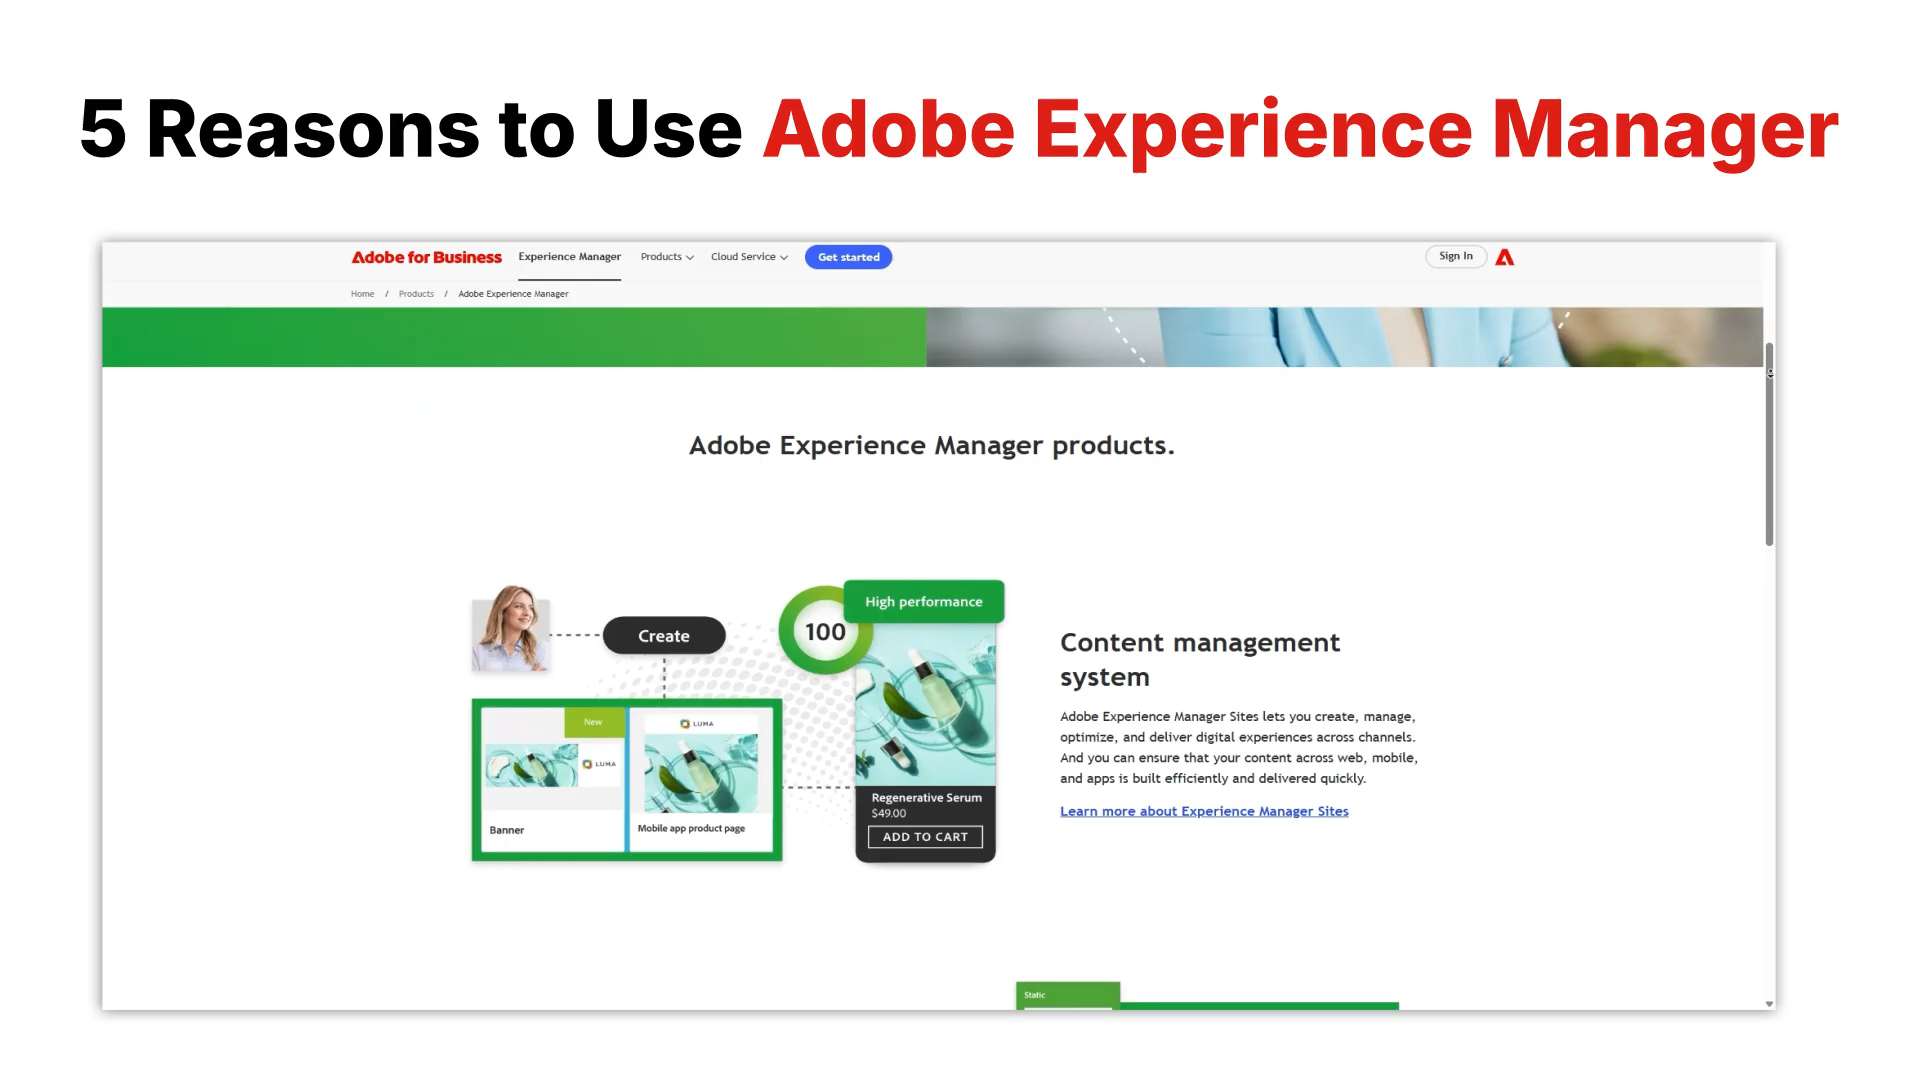 5 Reasons to Use Adobe Experience Manager
Adobe for Business Experience Manager Products Cloud Service Get started Sign In
Home / Products / Adobe Experience Manager
Adobe Experience Manager products.
Create
100
High performance
New
LUMA
LUMA
Banner
Mobile app product page
Regenerative Serum
$49.00
ADD TO CART
Content management
system
Adobe Experience Manager Sites lets you create, manage,
optimize, and deliver digital experiences across channels.
And you can ensure that your content across web, mobile,
and apps is built efficiently and delivered quickly.
Learn more about Experience Manager Sites
Static